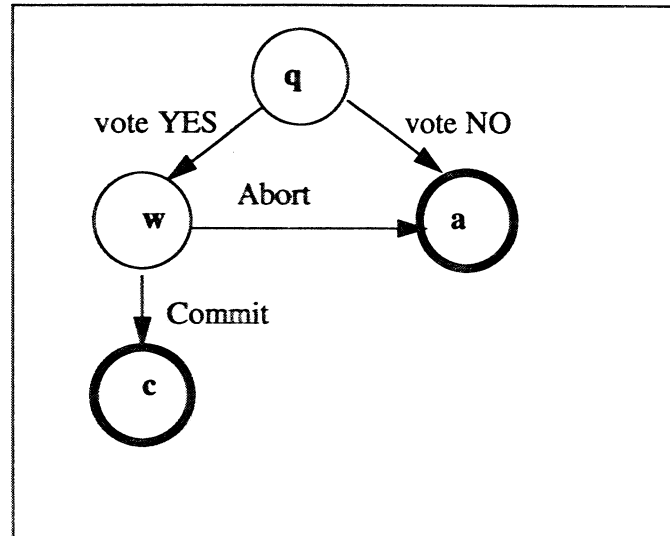 q
vote YES
vote NO
w
Abort
a
Commit
c